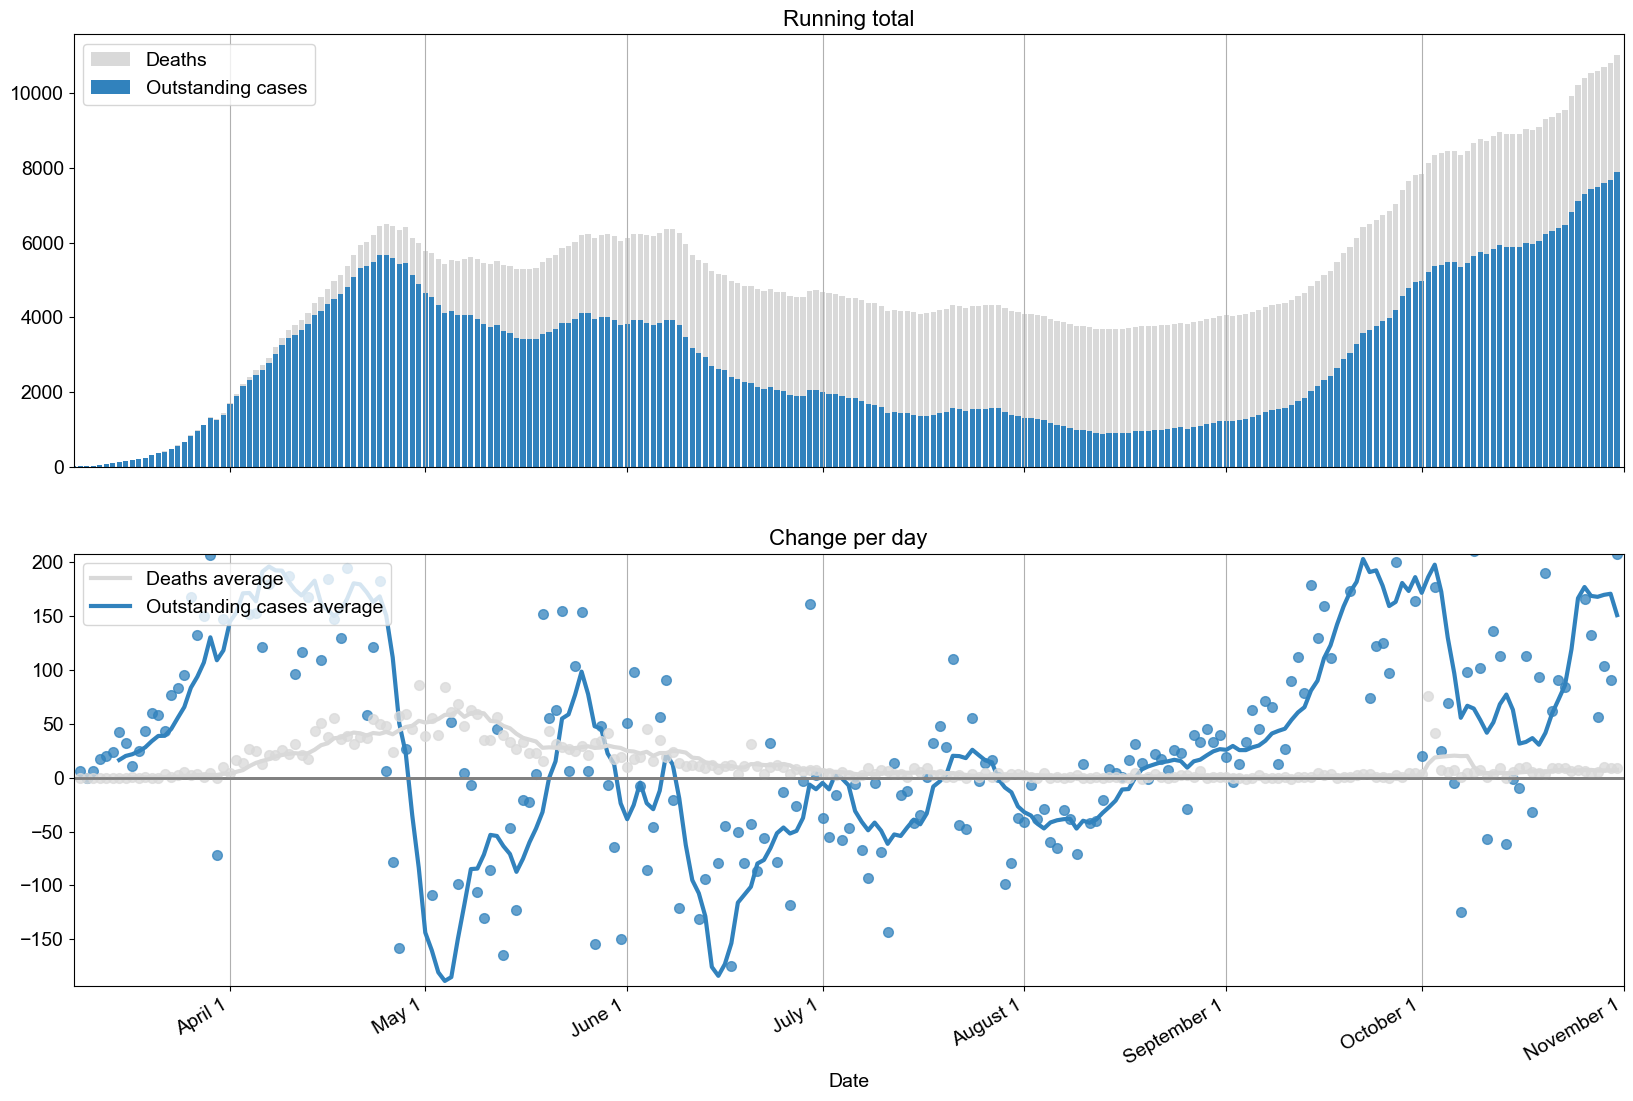 Running total
Deaths
Outstanding cases
10000
8000
6000
4000
2000
0
Change per day
Deaths average
Outstanding cases average
200
150
100
50
0
−50
−100
−150
April 1
May 1
June 1
July 1
August 1
September 1
October 1
November 1
Date